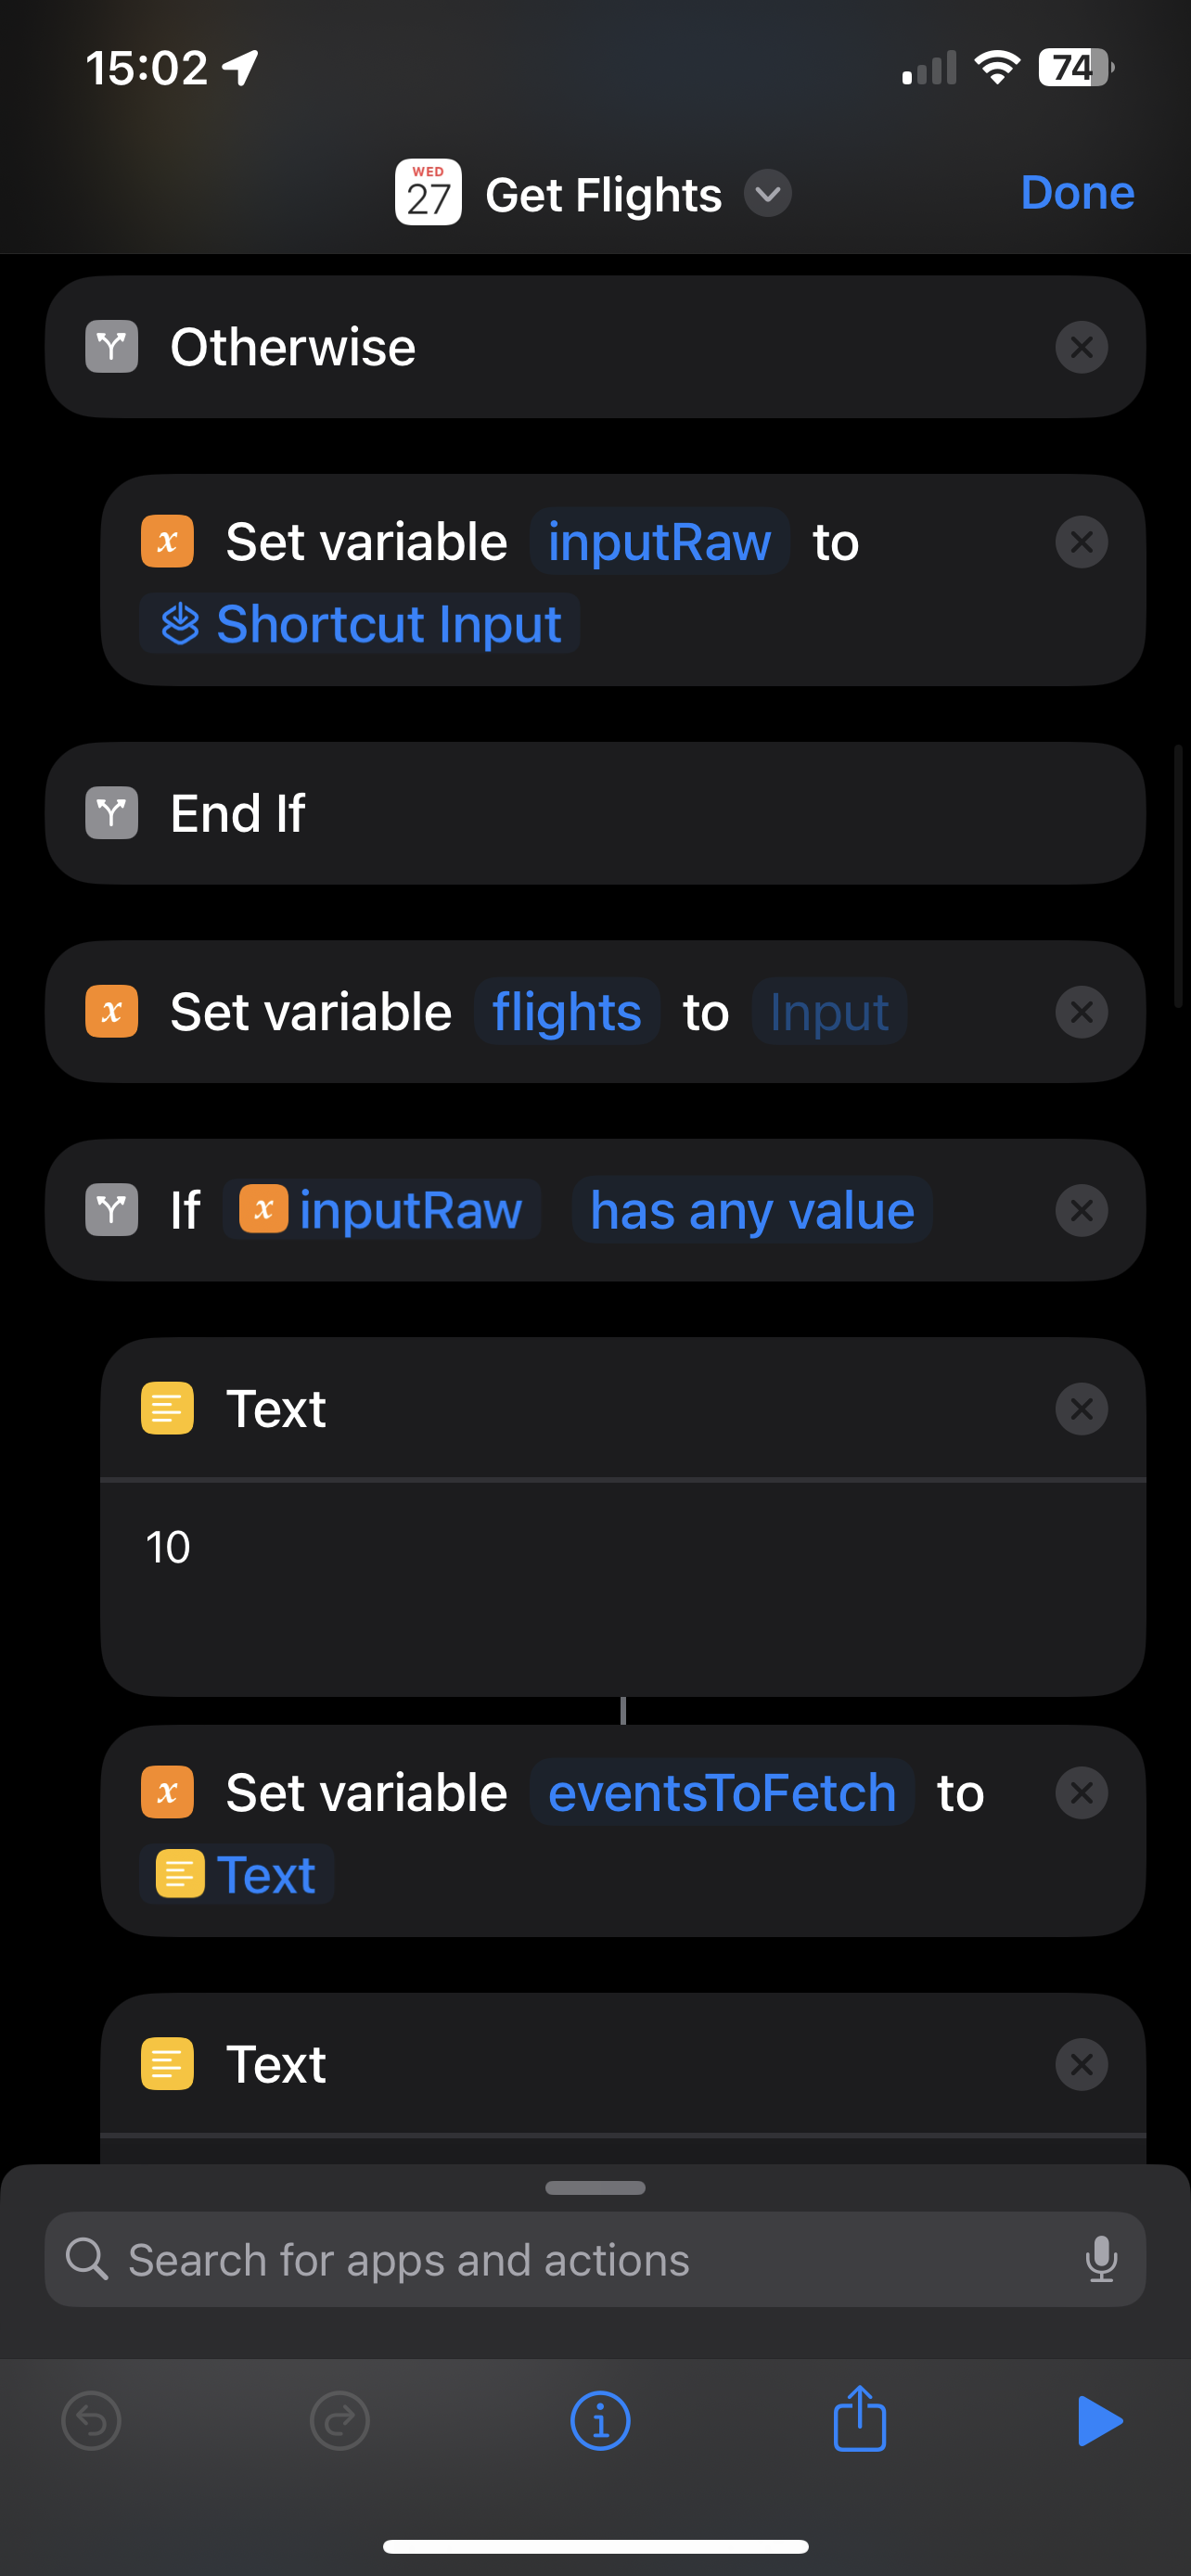 15:02
74
WED
27
Get Flights
Done
Otherwise
Set variable inputRaw to
Shortcut Input
End If
Set variable flights to Input
If inputRaw has any value
Text
10
Set variable eventsToFetch to
Text
Text
Search for apps and actions